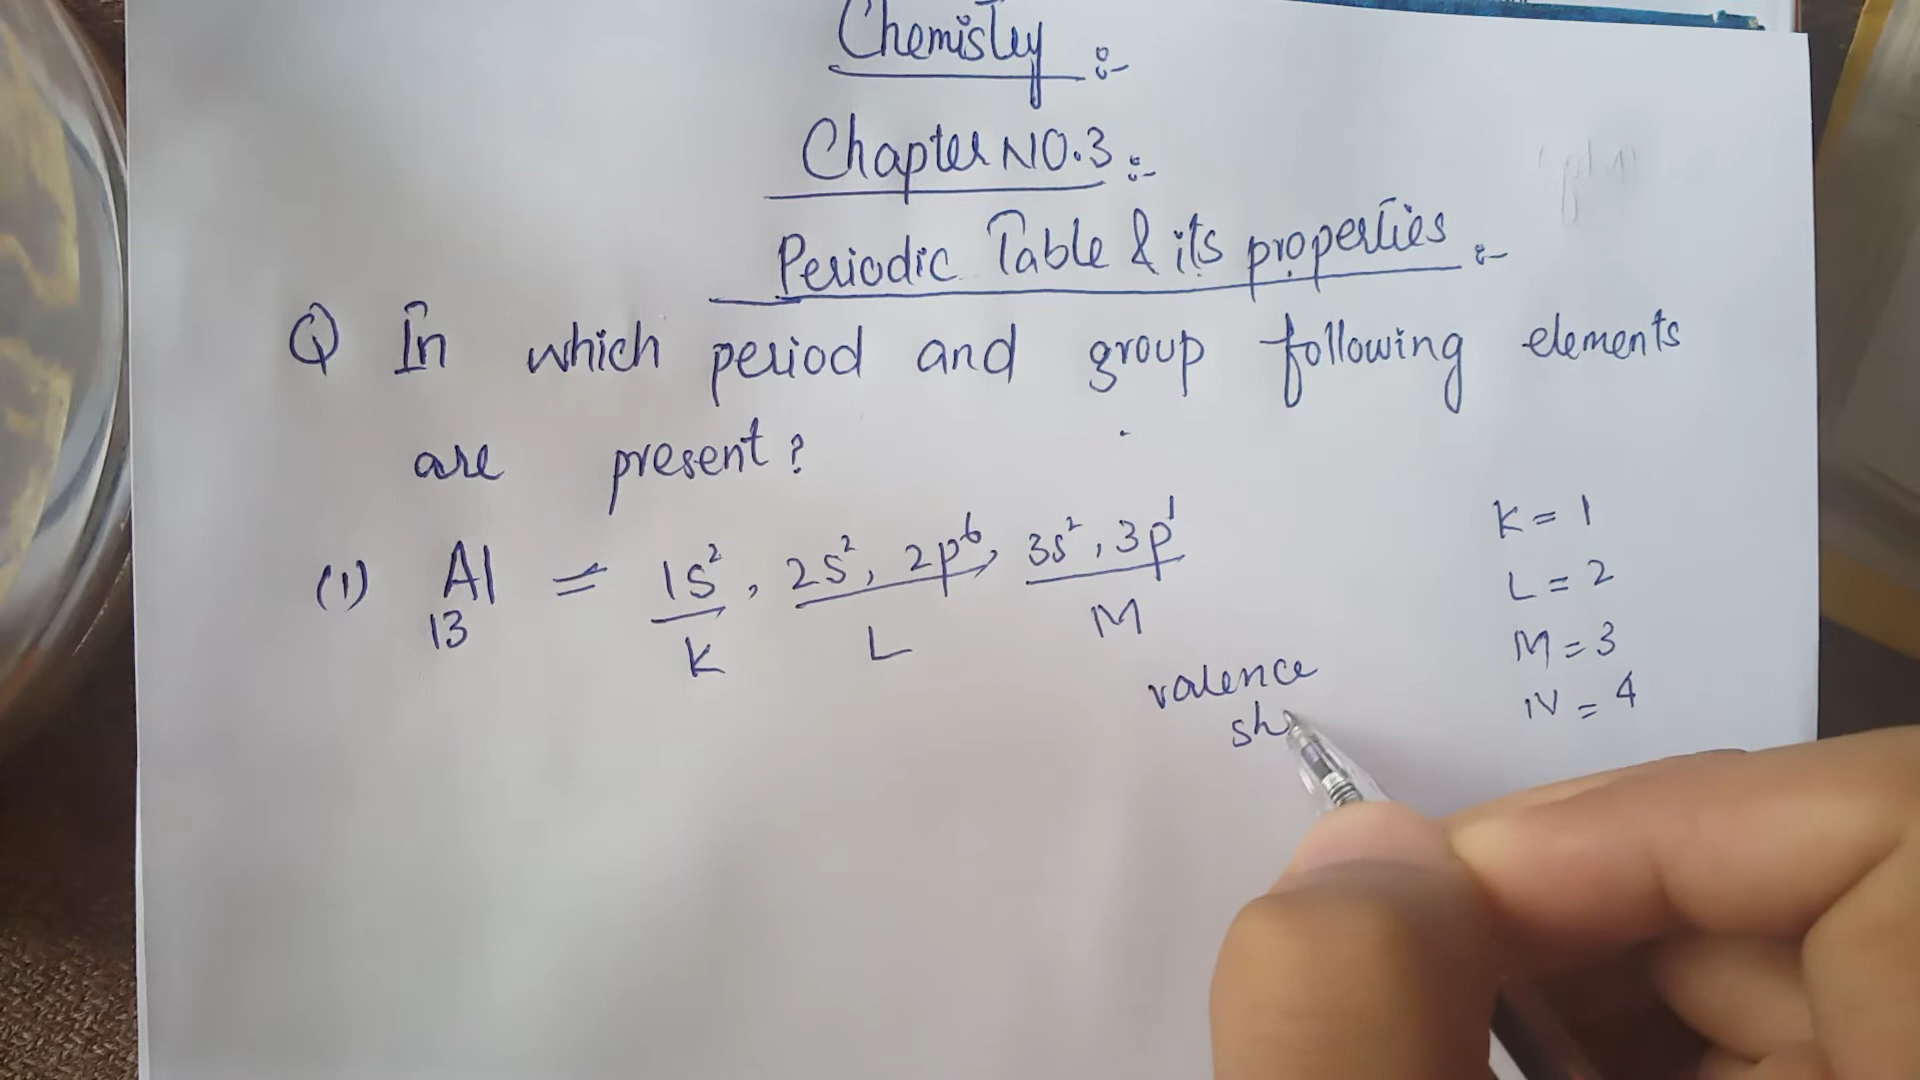 Chemistry :-
Chapter NO.3 :-
Periodic Table & its properties :-
Q In which period and group following elements
are present?
(1) Al = 1s², 2s², 2p⁶, 3s², 3p¹
13
K L M
K = 1
L = 2
M = 3
N = 4
valence
sh